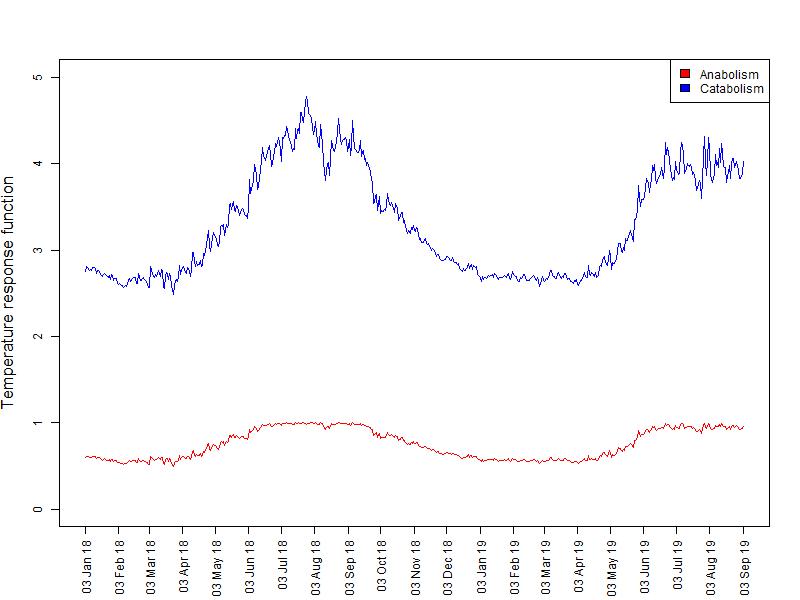 Anabolism
Catabolism
Temperature response function
5
4
3
2
1
0
03 Jan 18
03 Feb 18
03 Mar 18
03 Apr 18
03 May 18
03 Jun 18
03 Jul 18
03 Aug 18
03 Sep 18
03 Oct 18
03 Nov 18
03 Dec 18
03 Jan 19
03 Feb 19
03 Mar 19
03 Apr 19
03 May 19
03 Jun 19
03 Jul 19
03 Aug 19
03 Sep 19